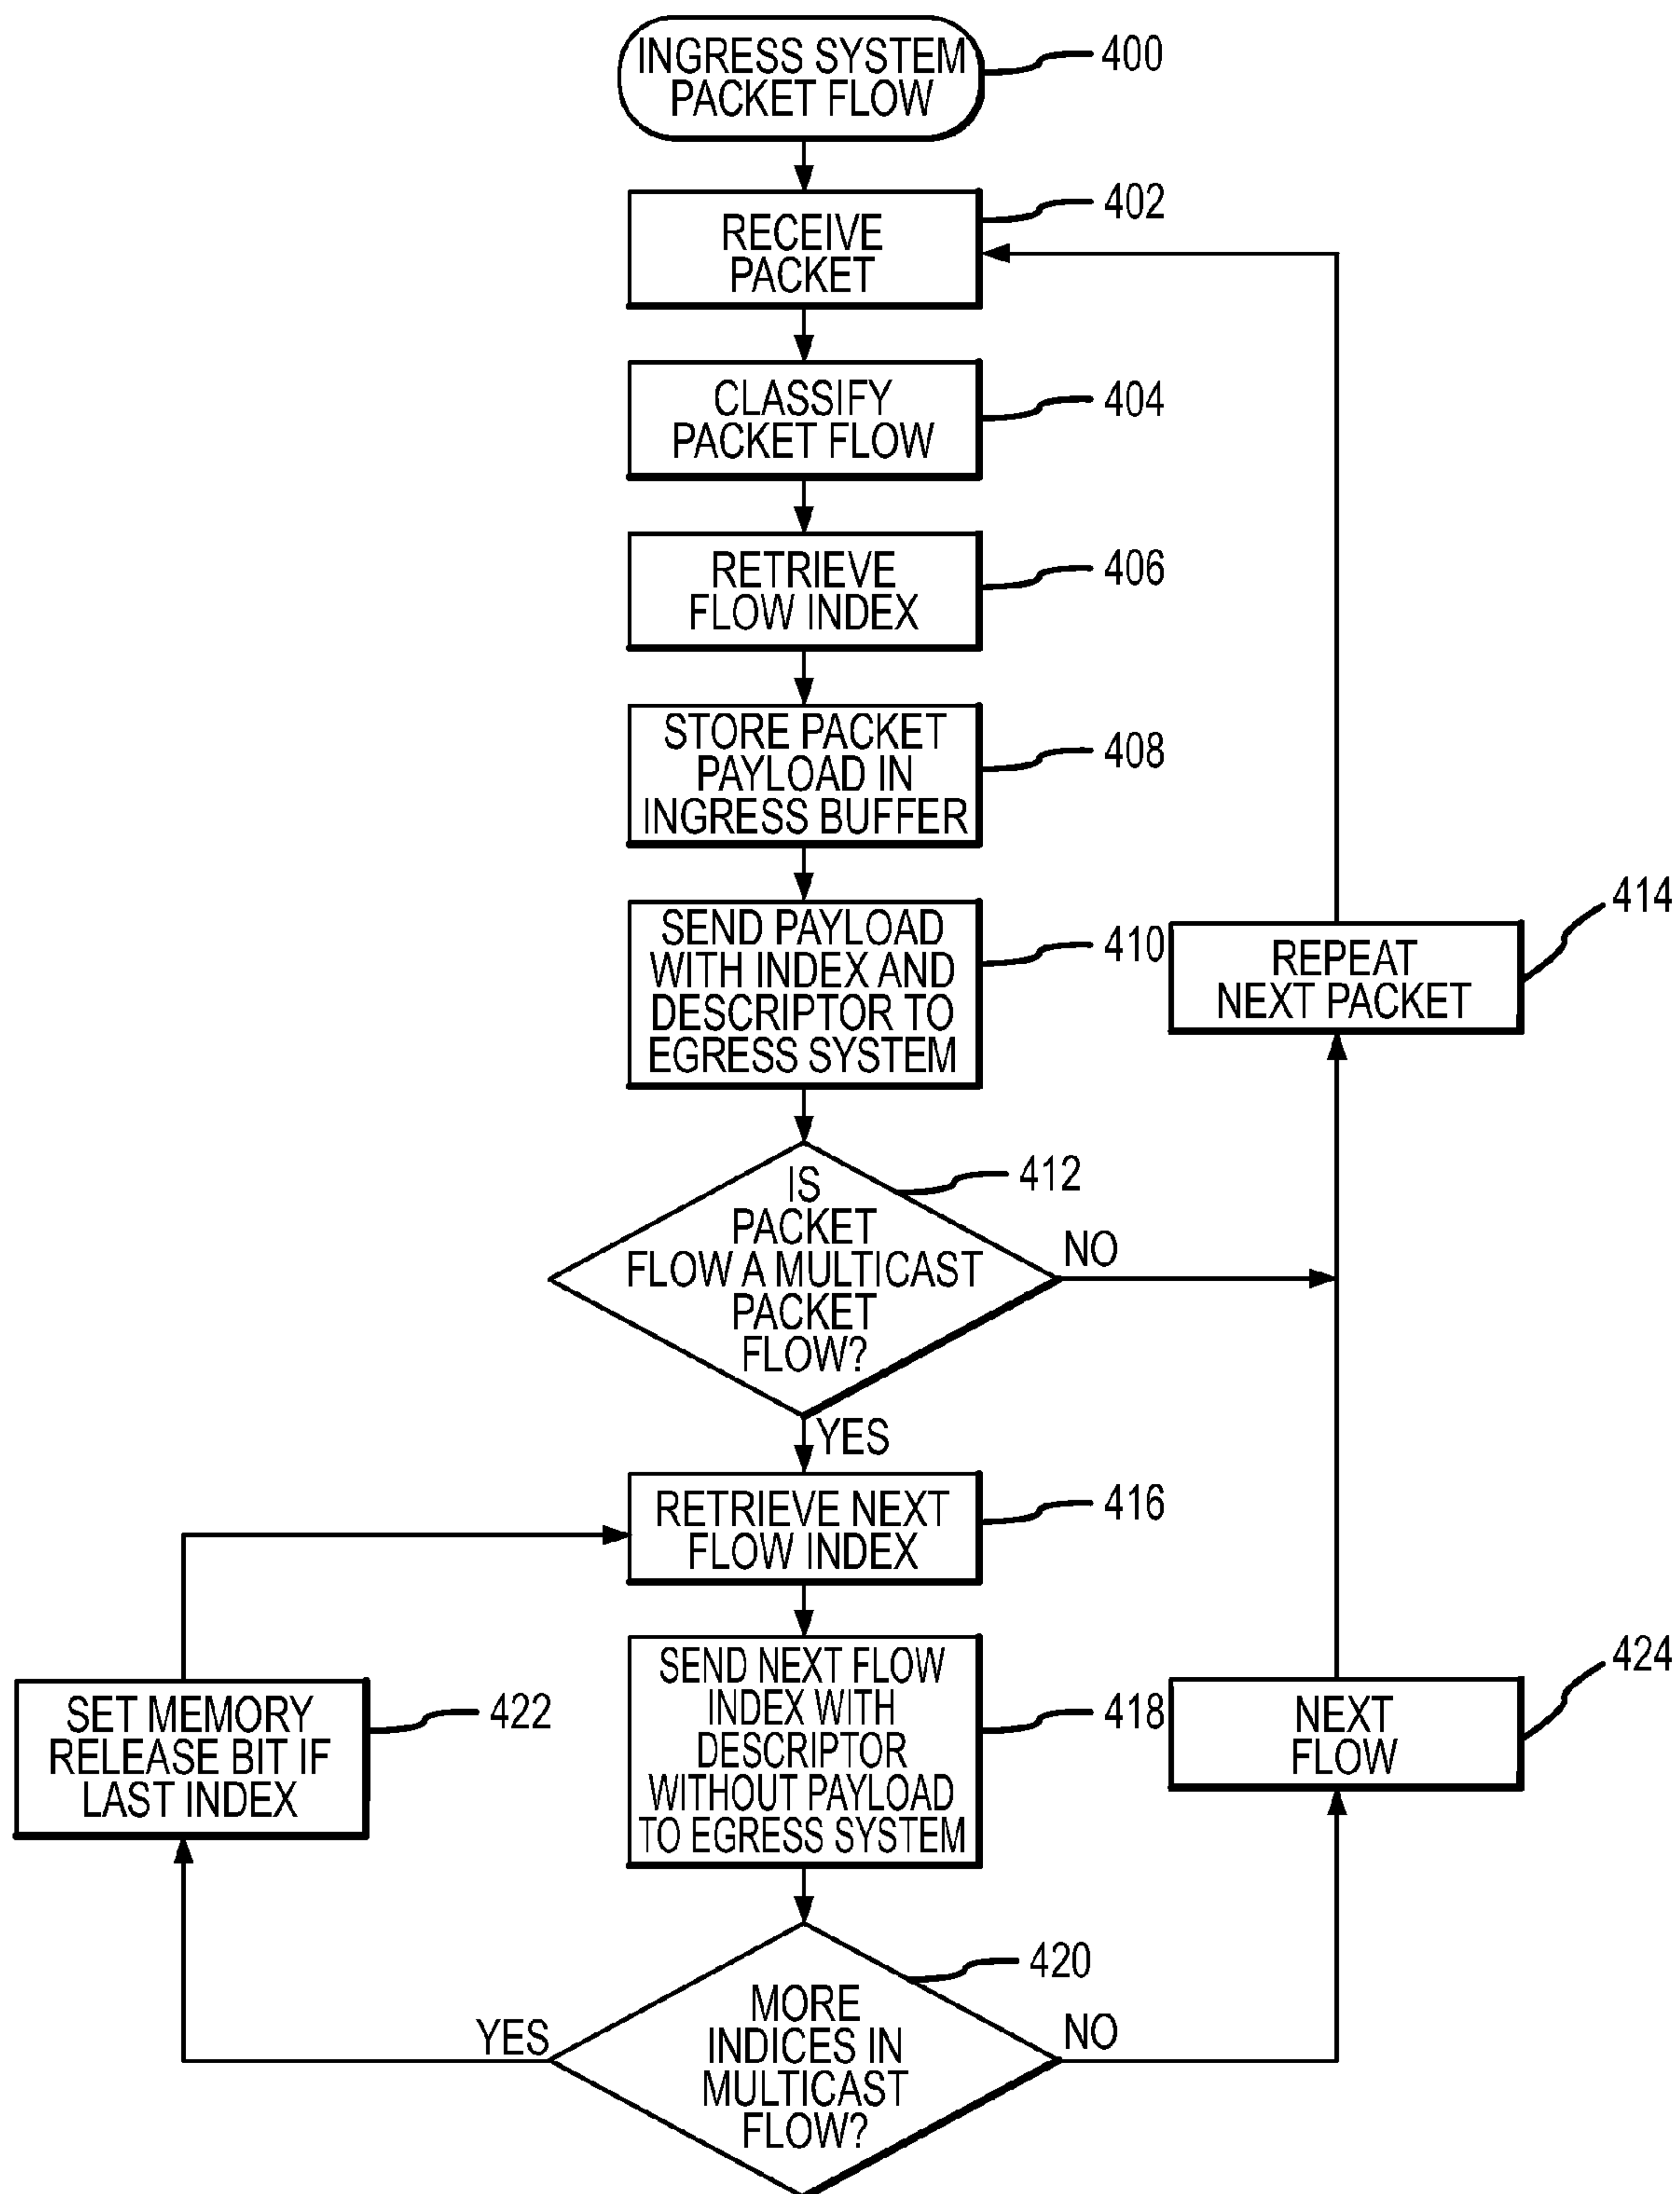 INGRESS SYSTEM
PACKET FLOW
400
RECEIVE
PACKET
402
CLASSIFY
PACKET FLOW
404
RETRIEVE
FLOW INDEX
406
STORE PACKET
PAYLOAD IN
INGRESS BUFFER
408
SEND PAYLOAD
WITH INDEX AND
DESCRIPTOR TO
EGRESS SYSTEM
410
REPEAT
NEXT PACKET
414
IS
PACKET
FLOW A MULTICAST
PACKET
FLOW?
412
NO
YES
RETRIEVE NEXT
FLOW INDEX
416
SEND NEXT FLOW
INDEX WITH
DESCRIPTOR
WITHOUT PAYLOAD
TO EGRESS SYSTEM
418
SET MEMORY
RELEASE BIT IF
LAST INDEX
422
NEXT
FLOW
424
MORE
INDICES IN
MULTICAST
FLOW?
420
YES
NO